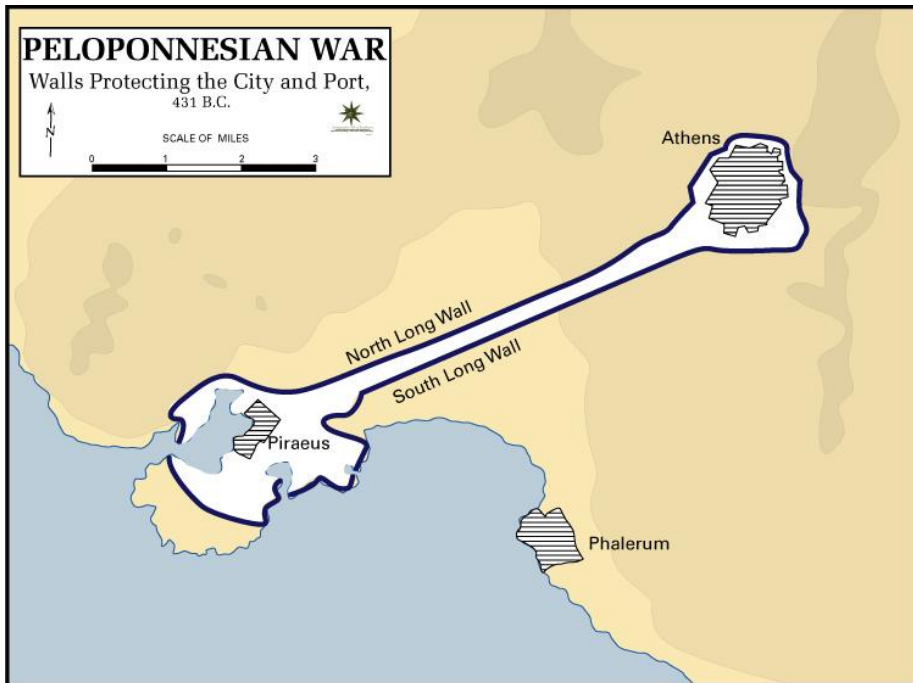 PELOPONNESIAN WAR
Walls Protecting the City and Port,
431 B.C.
N
SCALE OF MILES
0 1 2 3
Athens
North Long Wall
South Long Wall
Piraeus
Phalerum